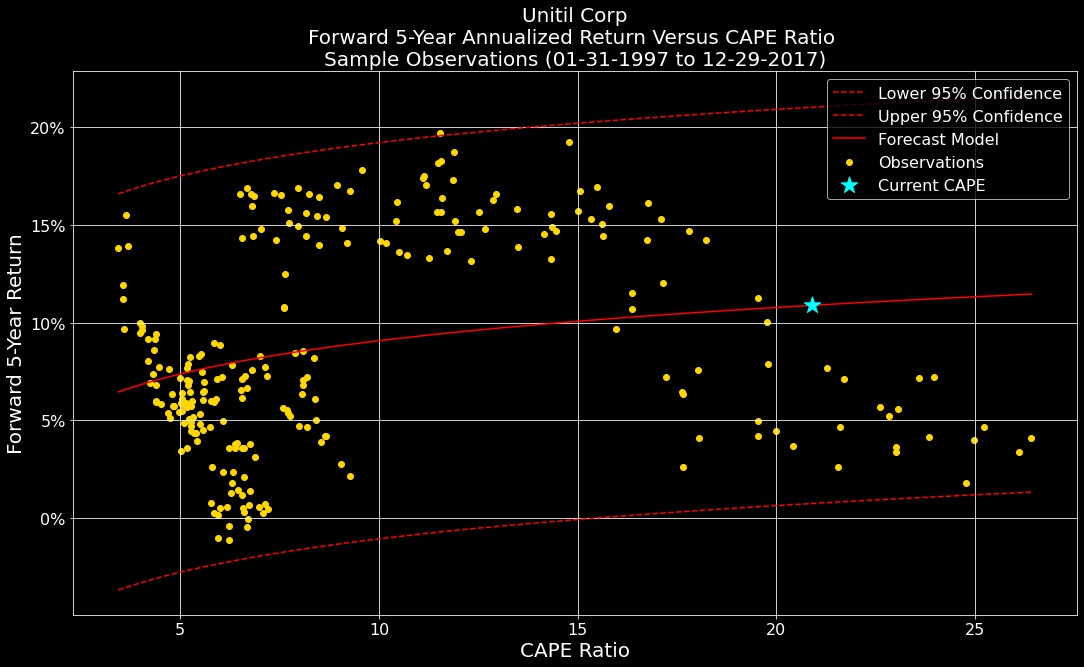 Unitil Corp
Forward 5-Year Annualized Return Versus CAPE Ratio
Sample Observations (01-31-1997 to 12-29-2017)
Lower 95% Confidence
Upper 95% Confidence
Forecast Model
Observations
Current CAPE
Forward 5-Year Return
20%
15%
10%
5%
0%
5
10
15
20
25
CAPE Ratio